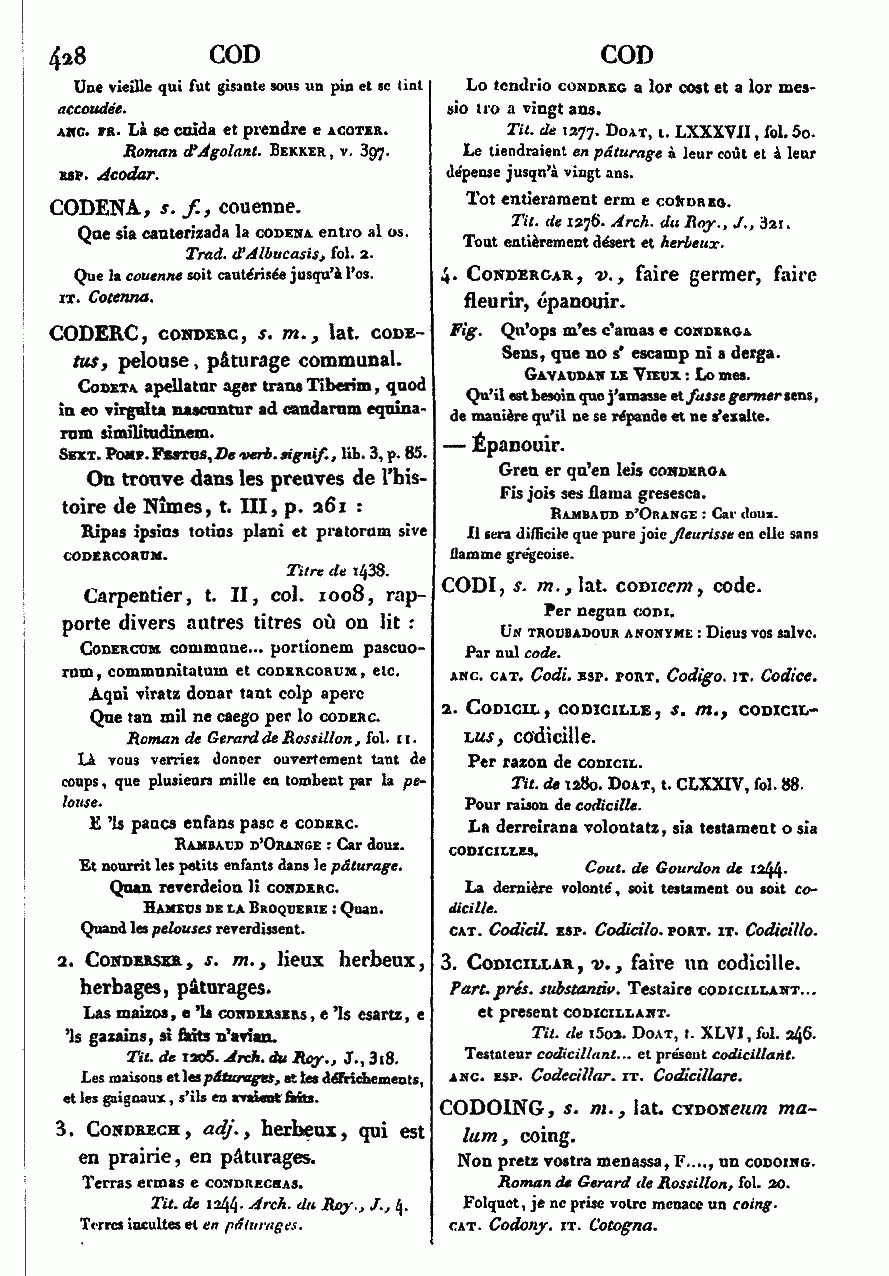 428 COD COD
Une vieille qui fut gisante sous un pin et se tint
accoudée.
ANC. FR. Là se cuida et prendre e ACOTER.
Roman d'Agolant. BEKKER, v. 397.
ESP. Acodar.
CODENA, s. f., couenne.
Que sia cauterizada la CODENA entro al os.
Trad. d'Albucasis, fol. 2.
Que la couenne soit cautérisée jusqu'à l'os.
IT. Cotenna.
CODERC, CONDERC, s. m., lat. CODE-
tus, pelouse, pâturage communal.
CODETA apellatur ager trans Tiberim, quod
in eo virgulta nascuntur ad caudarum equina-
rum similitudinem.
SEXT. POMP. FESTUS, De verb. signif., lib. 3, p. 85.
On trouve dans les preuves de l'his-
toire de Nîmes, t. III, p. 261 :
Ripas ipsius totius plani et pratorum sive
CODERCORUM.
Titre de 1438.
Carpentier, t. II, col. 1008, rap-
porte divers autres titres où on lit :
CODERCUM commune... portionem pascuo-
rum, communitatum et CODERCORUM, etc.
Aqui viratz donar tant colp aperc
Que tan mil ne caego per lo CODERC.
Roman de Gerard de Rossillon, fol. 11.
Là vous verriez donner ouvertement tant de
coups, que plusieurs mille en tombent par la pe-
louse.
E 'ls paucs enfans pasc e CODERC.
RAMBAUD D'ORANGE : Car douz.
Et nourrit les petits enfants dans le pâturage.
Quan reverdeion li CONDERC.
HAMEUS DE LA BROQUERIE : Quan.
Quand les pelouses reverdissent.
2. CONDERSER, s. m., lieux herbeux,
herbages, pâturages.
Las maizos, e 'ls CONDERSERS, e 'ls esartz, e
'ls gazains, si faits n'avian.
Tit. de 1206. Arch. du Roy., J., 318.
Les maisons et les pâturages, et les défrichements,
et les gaignaux, s'ils en avaient faits.
3. CONDRECH, adj., herbeux, qui est
en prairie, en pâturages.
Terras ermas e CONDRECHAS.
Tit. de 1244. Arch. du Roy., J., 4.
Terres incultes et en pâturages.
Lo tendrio CONDREG a lor cost et a lor mes-
sio tro a vingt ans.
Tit. de 1277. DOAT, t. LXXXVII, fol. 50.
Le tiendraient en pâturage à leur coût et à leur
dépense jusqu'à vingt ans.
Tot entierament erm e CONDREG.
Tit. de 1276. Arch. du Roy., J., 321.
Tout entièrement désert et herbeux.
4. CONDERGAR, v., faire germer, faire
fleurir, épanouir.
Fig. Qu'ops m'es c'amas e CONDERGA
Sens, que no s' escamp ni s derga.
GAVAUDAN LE VIEUX : Lo mes.
Qu'il est besoin que j'amasse et fasse germer sens,
de manière qu'il ne se répande et ne s'exalte.
— Épanouir.
Greu er qu'en leis CONDERGA
Fis jois ses flama gresesca.
RAMBAUD D'ORANGE : Car douz.
Il sera difficile que pure joie fleurisse en elle sans
flamme grégeoise.
CODI, s. m., lat. CODIcem, code.
Per negun CODI.
UN TROUBADOUR ANONYME : Dieus vos salve.
Par nul code.
ANC. CAT. Codi. ESP. PORT. Codigo. IT. Codice.
2. CODICIL, CODICILLE, s. m., CODICIL-
LUS, codicille.
Per razon de CODICIL.
Tit. de 1280. DOAT, t. CLXXIV, fol. 88.
Pour raison de codicille.
La derreirana volontatz, sia testament o sia
CODICILLES.
Cout. de Gourdon de 1244.
La dernière volonté, soit testament ou soit co-
dicille.
CAT. Codicil. ESP. Codicilo. PORT. IT. Codicillo.
3. CODICILLAR, v., faire un codicille.
Part. prés. substantiv. Testaire CODICILLANT...
et present CODICILLANT.
Tit. de 1502. DOAT, t. XLVI, fol. 246.
Testateur codicillant... et présent codicillant.
ANC. ESP. Codecillar. IT. Codicillare.
CODOING, s. m., lat. CYDONeum ma-
lum, coing.
Non pretz vostra menassa, F...., un CODOING.
Roman de Gerard de Rossillon, fol. 20.
Folquet, je ne prise votre menace un coing.
CAT. Codony. IT. Cotogna.